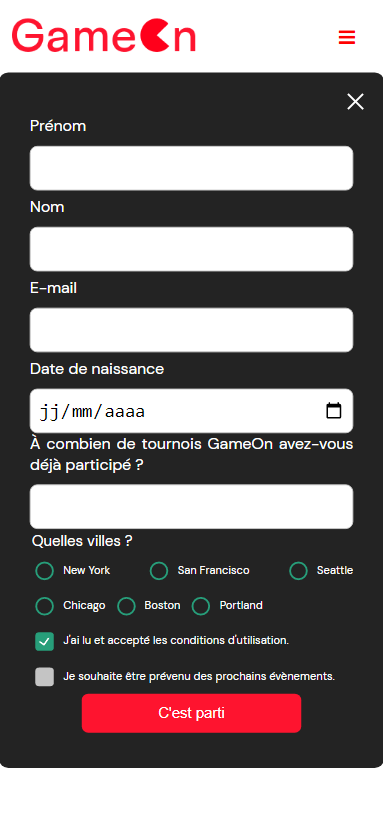 GameOn
Prénom
Nom
E-mail
Date de naissance
jj/mm/aaaa
À combien de tournois GameOn avez-vous
déjà participé ?
Quelles villes ?
New York San Francisco Seattle
Chicago Boston Portland
J'ai lu et accepté les conditions d'utilisation.
Je souhaite être prévenu des prochains évènements.
C'est parti